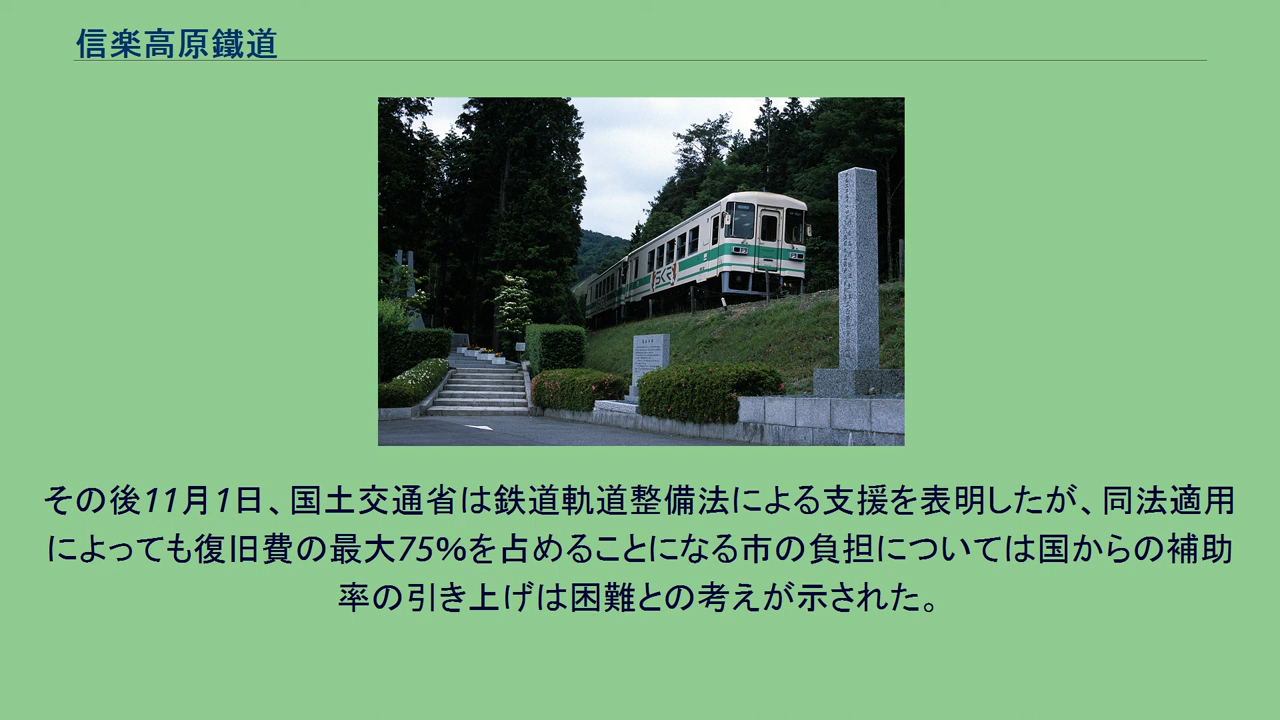 信楽高原鐵道
その後11月1日、国土交通省は鉄道軌道整備法による支援を表明したが、同法適用
によっても復旧費の最大75%を占めることになる市の負担については国からの補助
率の引き上げは困難との考えが示された。